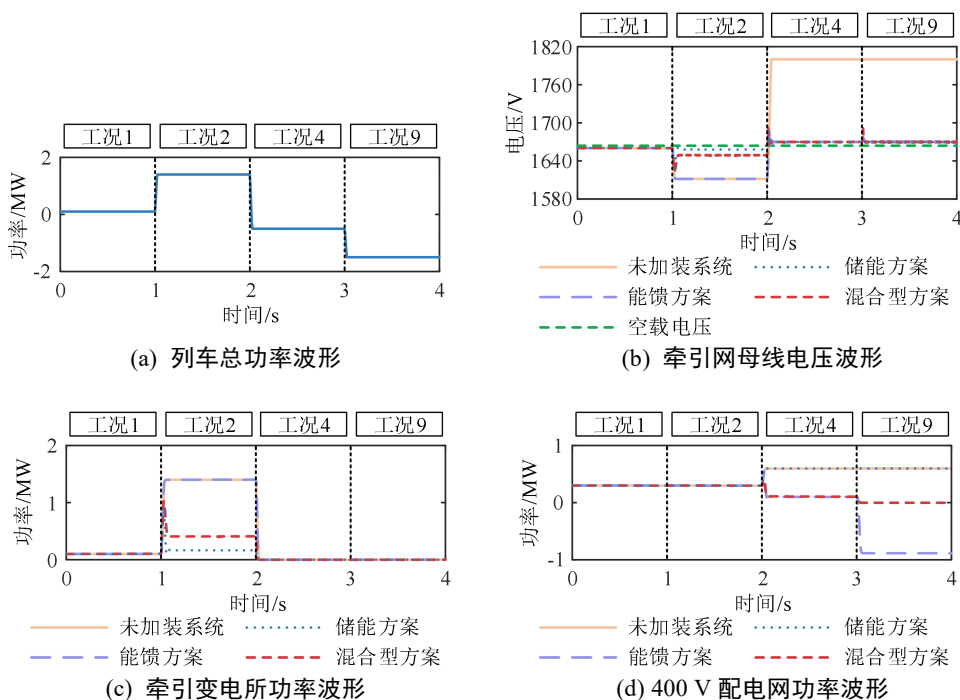 工况1 工况2 工况4 工况9
功率/MW
2
0
-2
0 1 2 3 4
时间/s
(a) 列车总功率波形
工况1 工况2 工况4 工况9
电压/V
1820
1760
1700
1640
1580
0 1 2 3 4
时间/s
未加装系统 储能方案
能馈方案 混合型方案
空载电压
(b) 牵引网母线电压波形
工况1 工况2 工况4 工况9
功率/MW
2
1
0
0 1 2 3 4
时间/s
未加装系统 储能方案
能馈方案 混合型方案
(c) 牵引变电所功率波形
工况1 工况2 工况4 工况9
功率/MW
1
0
-1
0 1 2 3 4
时间/s
未加装系统 储能方案
能馈方案 混合型方案
(d) 400 V 配电网功率波形